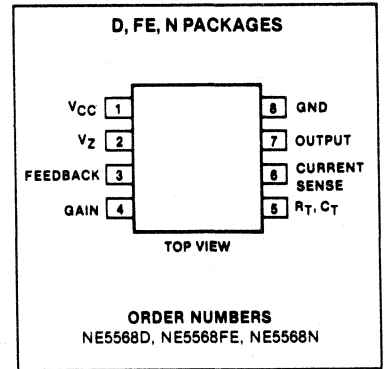 D, FE, N PACKAGES
VCC 1
8 GND
VZ 2
7 OUTPUT
FEEDBACK 3
6 CURRENT SENSE
GAIN 4
5 RT, CT
TOP VIEW
ORDER NUMBERS
NE5568D, NE5568FE, NE5568N